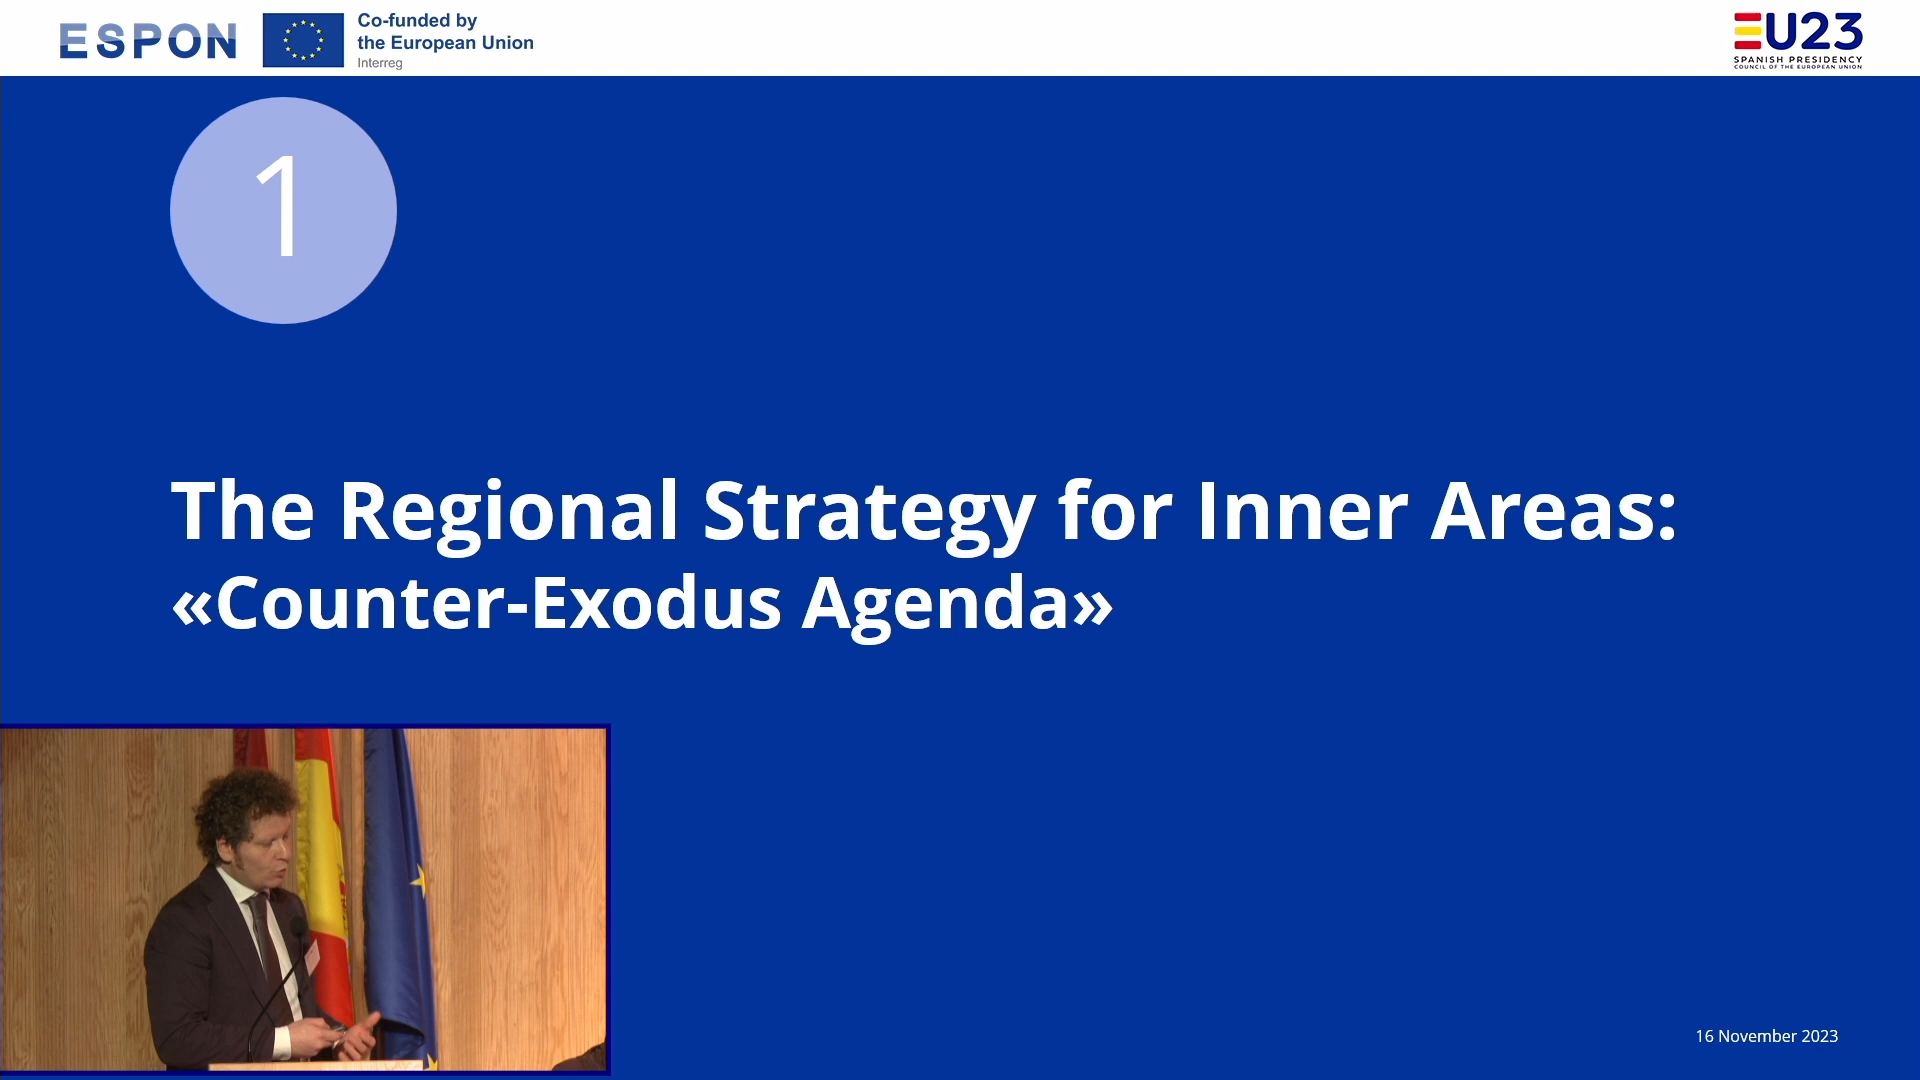 ESPON
Co-funded by
the European Union
Interreg
EU23
SPANISH PRESIDENCY
COUNCIL OF THE EUROPEAN UNION
1
The Regional Strategy for Inner Areas:
«Counter-Exodus Agenda»
16 November 2023